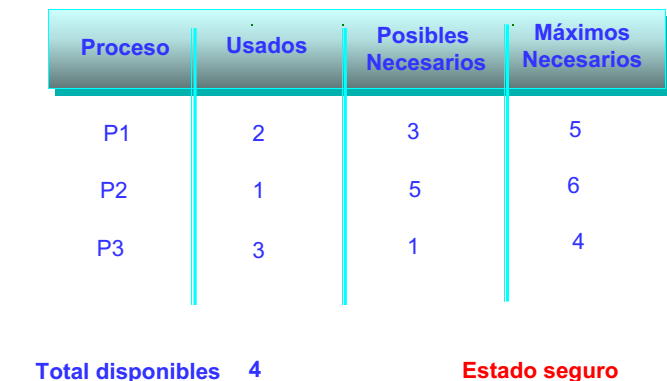 Proceso Usados Posibles Necesarios Máximos Necesarios
P1 2 3 5
P2 1 5 6
P3 3 1 4
Total disponibles 4 Estado seguro